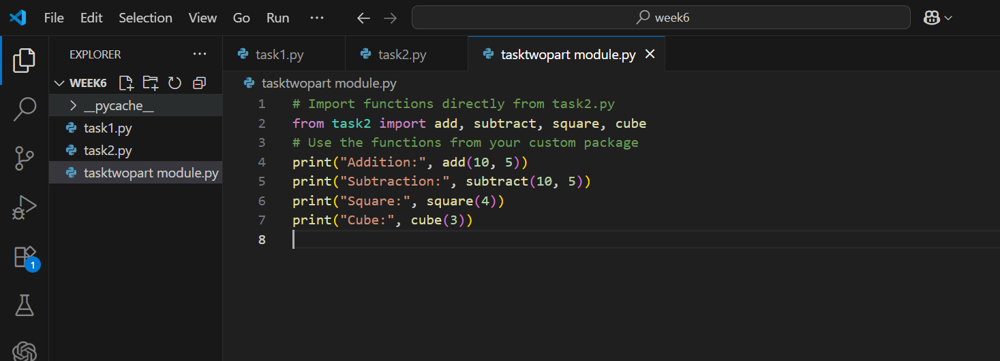 File Edit Selection View Go Run ...
week6
EXPLORER ...
task1.py task2.py tasktwopart module.py
WEEK6
tasktwopart module.py
__pycache__
task1.py
task2.py
tasktwopart module.py
1 # Import functions directly from task2.py
2 from task2 import add, subtract, square, cube
3 # Use the functions from your custom package
4 print("Addition:", add(10, 5))
5 print("Subtraction:", subtract(10, 5))
6 print("Square:", square(4))
7 print("Cube:", cube(3))
8
1